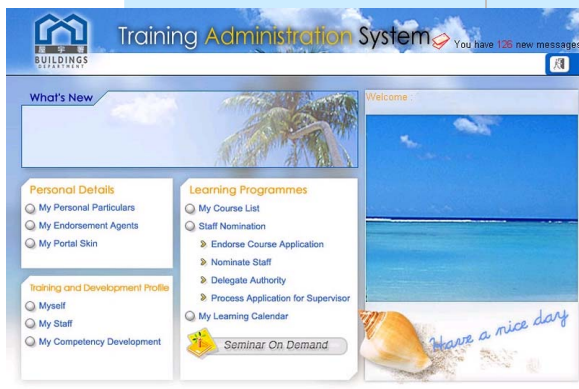 Training Administration System
You have 126 new messages
屋宇署
BUILDINGS
DEPARTMENT
What's New
Welcome :
Personal Details
My Personal Particulars
My Endorsement Agents
My Portal Skin
Training and Development Profile
Myself
My Staff
My Competency Development
Learning Programmes
My Course List
Staff Nomination
Endorse Course Application
Nominate Staff
Delegate Authority
Process Application for Supervisor
My Learning Calendar
Seminar On Demand
Have a nice day